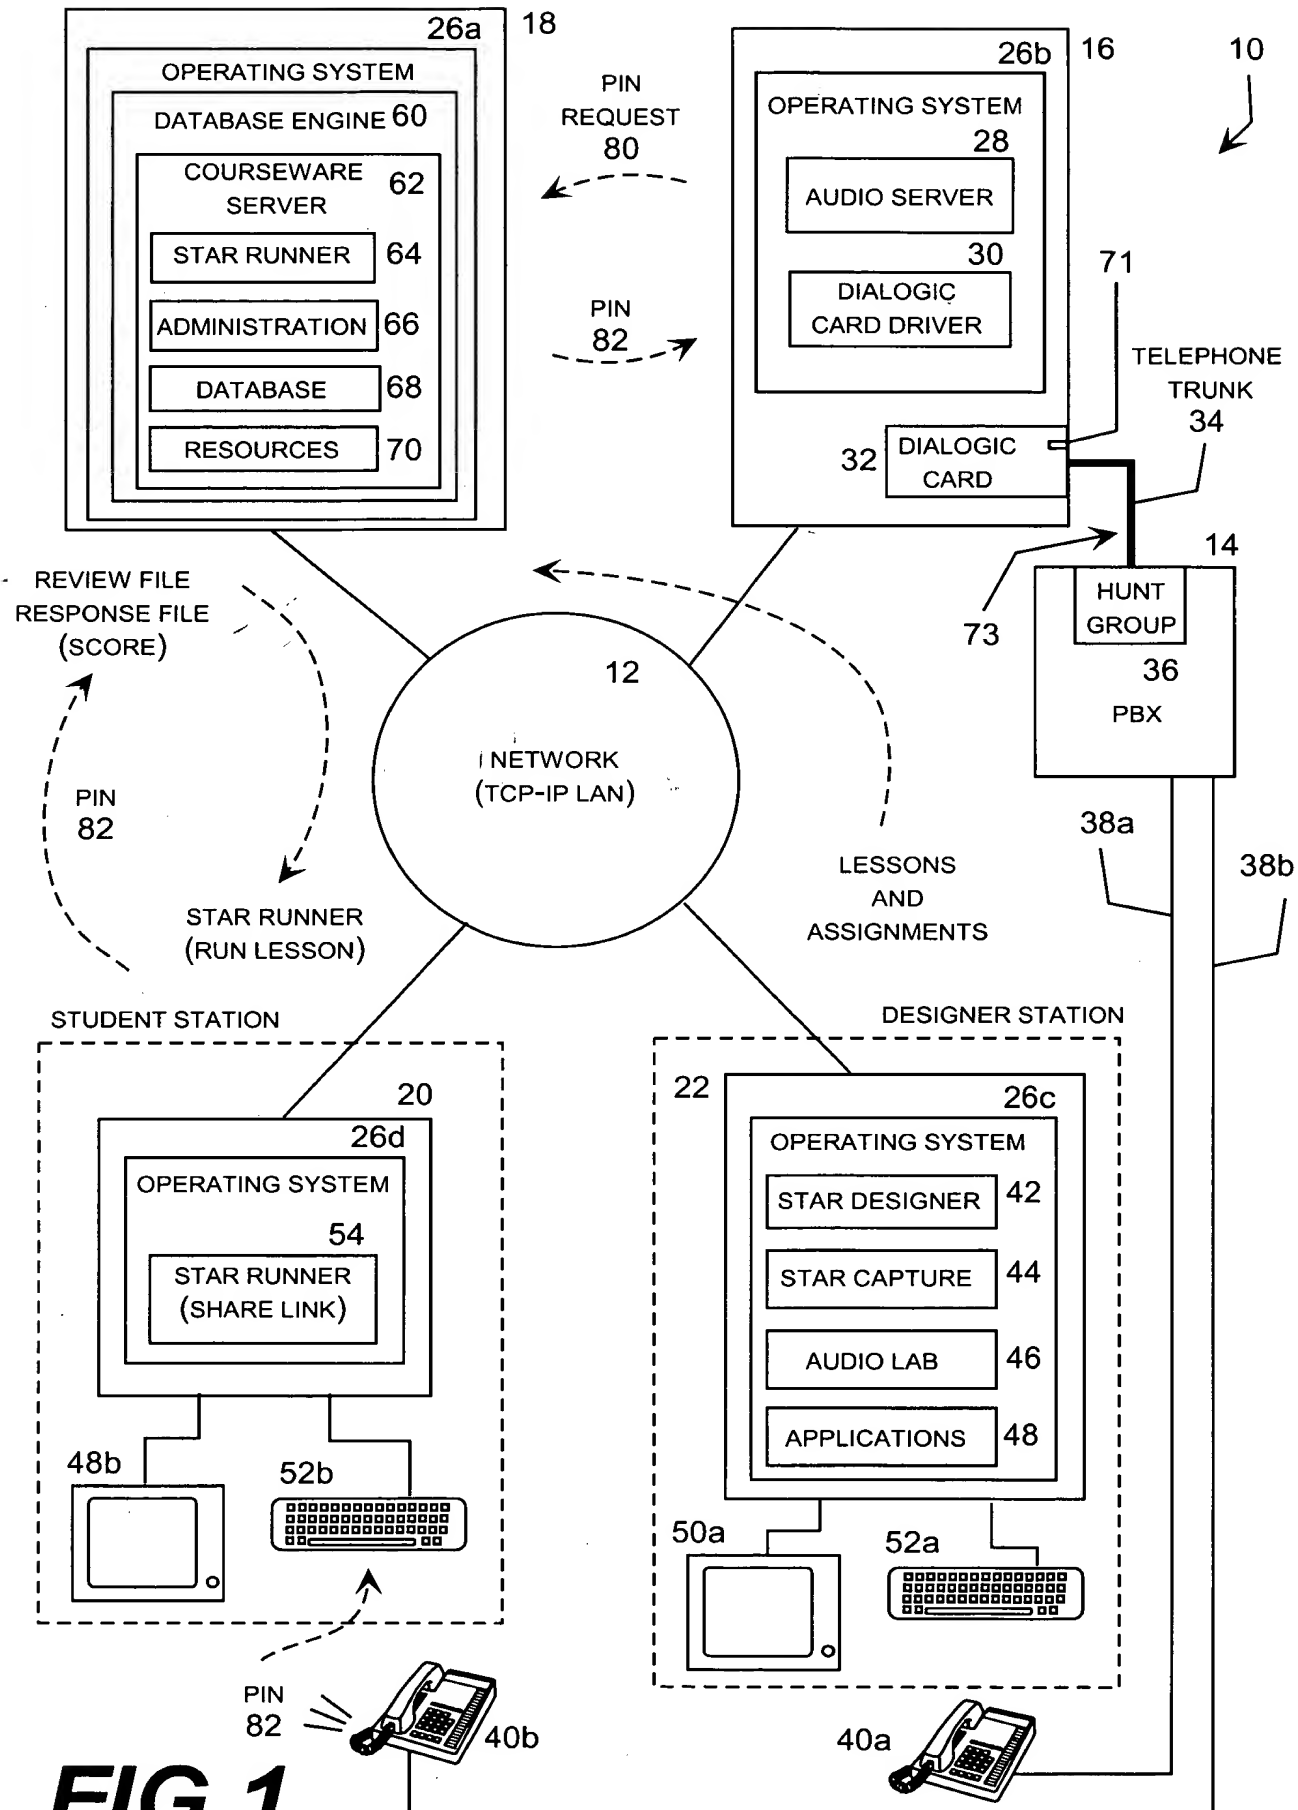 26a
18
OPERATING SYSTEM
DATABASE ENGINE 60
COURSEWARE
SERVER
62
STAR RUNNER
64
ADMINISTRATION
66
DATABASE
68
RESOURCES
70
PIN
REQUEST
80
PIN
82
26b
16
OPERATING SYSTEM
28
AUDIO SERVER
30
DIALOGIC
CARD DRIVER
32
DIALOGIC
CARD
10
71
TELEPHONE
TRUNK
34
73
14
HUNT
GROUP
36
PBX
REVIEW FILE
RESPONSE FILE
(SCORE)
12
NETWORK
(TCP-IP LAN)
PIN
82
STAR RUNNER
(RUN LESSON)
LESSONS
AND
ASSIGNMENTS
38a
38b
STUDENT STATION
20
26d
OPERATING SYSTEM
54
STAR RUNNER
(SHARE LINK)
48b
52b
DESIGNER STATION
22
26c
OPERATING SYSTEM
STAR DESIGNER
42
STAR CAPTURE
44
AUDIO LAB
46
APPLICATIONS
48
50a
52a
PIN
82
40b
40a
FIG 1